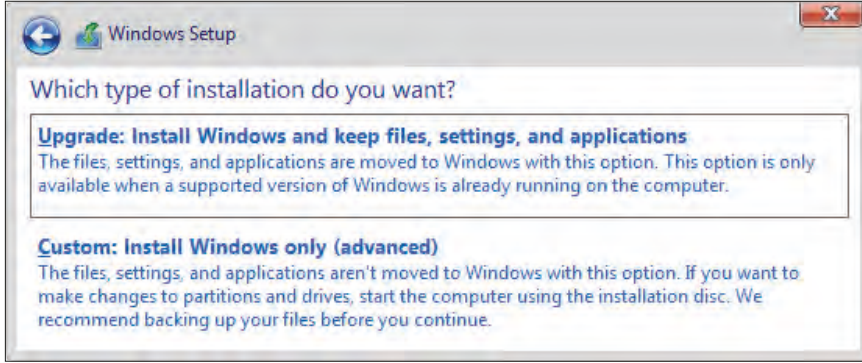 Windows Setup
Which type of installation do you want?
Upgrade: Install Windows and keep files, settings, and applications
The files, settings, and applications are moved to Windows with this option. This option is only
available when a supported version of Windows is already running on the computer.
Custom: Install Windows only (advanced)
The files, settings, and applications aren't moved to Windows with this option. If you want to
make changes to partitions and drives, start the computer using the installation disc. We
recommend backing up your files before you continue.